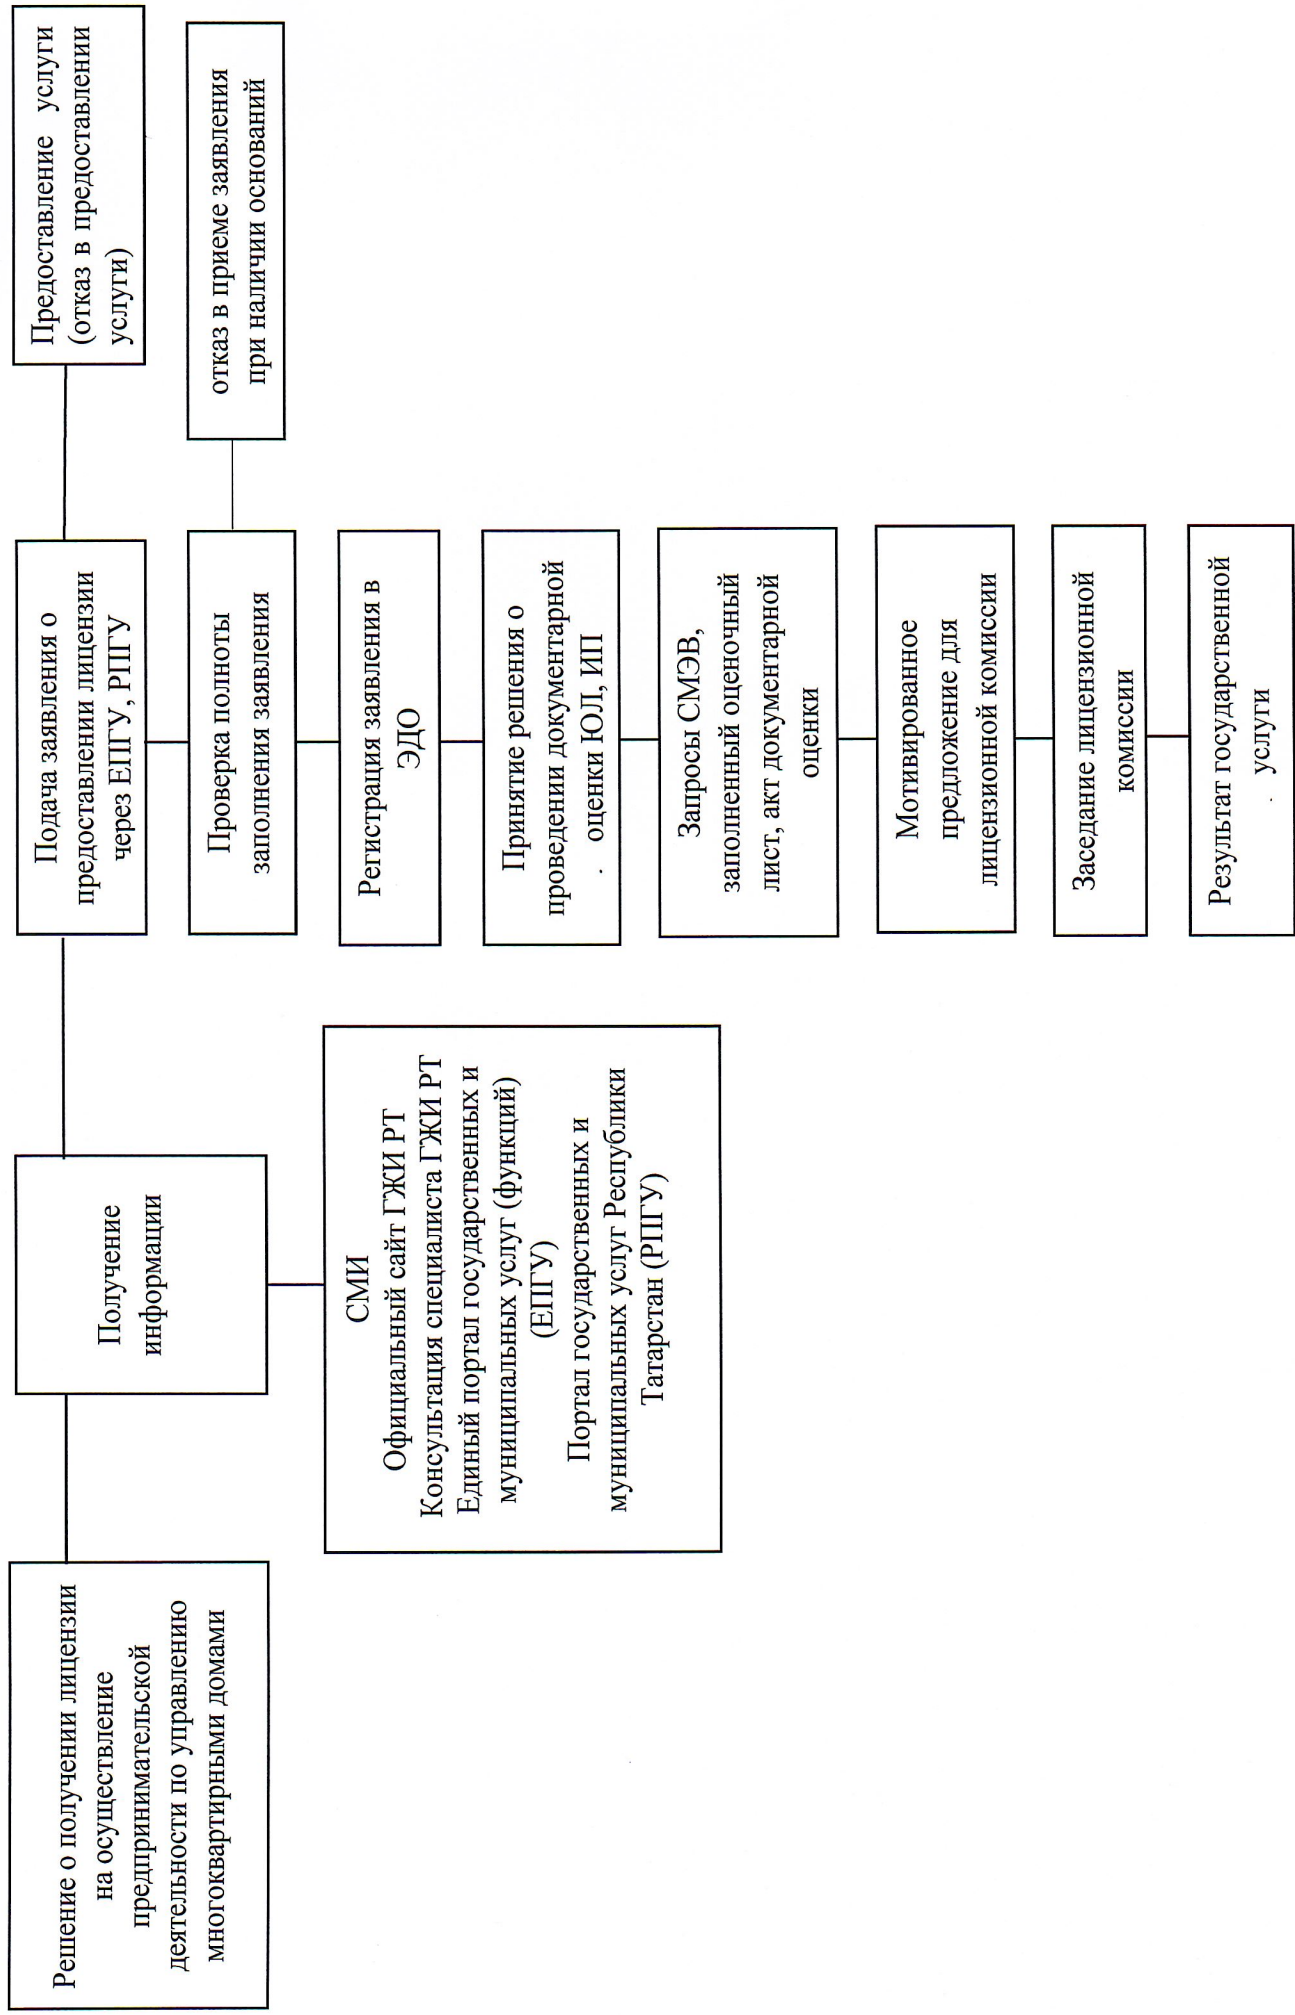 Решение о получении лицензии
на осуществление
предпринимательской
деятельности по управлению
многоквартирными домами
Получение
информации
СМИ
Официальный сайт ГЖИ РТ
Консультация специалиста ГЖИ РТ
Единый портал государственных и
муниципальных услуг (функций)
(ЕПГУ)
Портал государственных и
муниципальных услуг Республики
Татарстан (РПГУ)
Подача заявления о
предоставлении лицензии
через ЕПГУ, РПГУ
Проверка полноты
заполнения заявления
Регистрация заявления в
ЭДО
Принятие решения о
проведении документарной
оценки ЮЛ, ИП
Запросы СМЭВ,
заполненный оценочный
лист, акт документарной
оценки
Мотивированное
предложение для
лицензионной комиссии
Заседание лицензионной
комиссии
Результат государственной
услуги
Предоставление услуги
(отказ в предоставлении
услуги)
отказ в приеме заявления
при наличии оснований